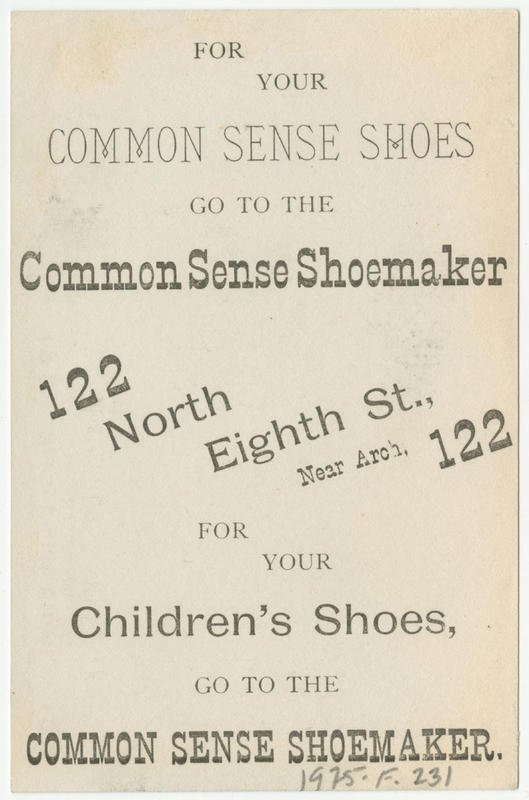 FOR
YOUR
COMMON SENSE SHOES
GO TO THE
Common Sense Shoemaker
122
North
Eighth St.,
Near Arch,
122
FOR
YOUR
Children's Shoes,
GO TO THE
COMMON SENSE SHOEMAKER.
1975. F. 231